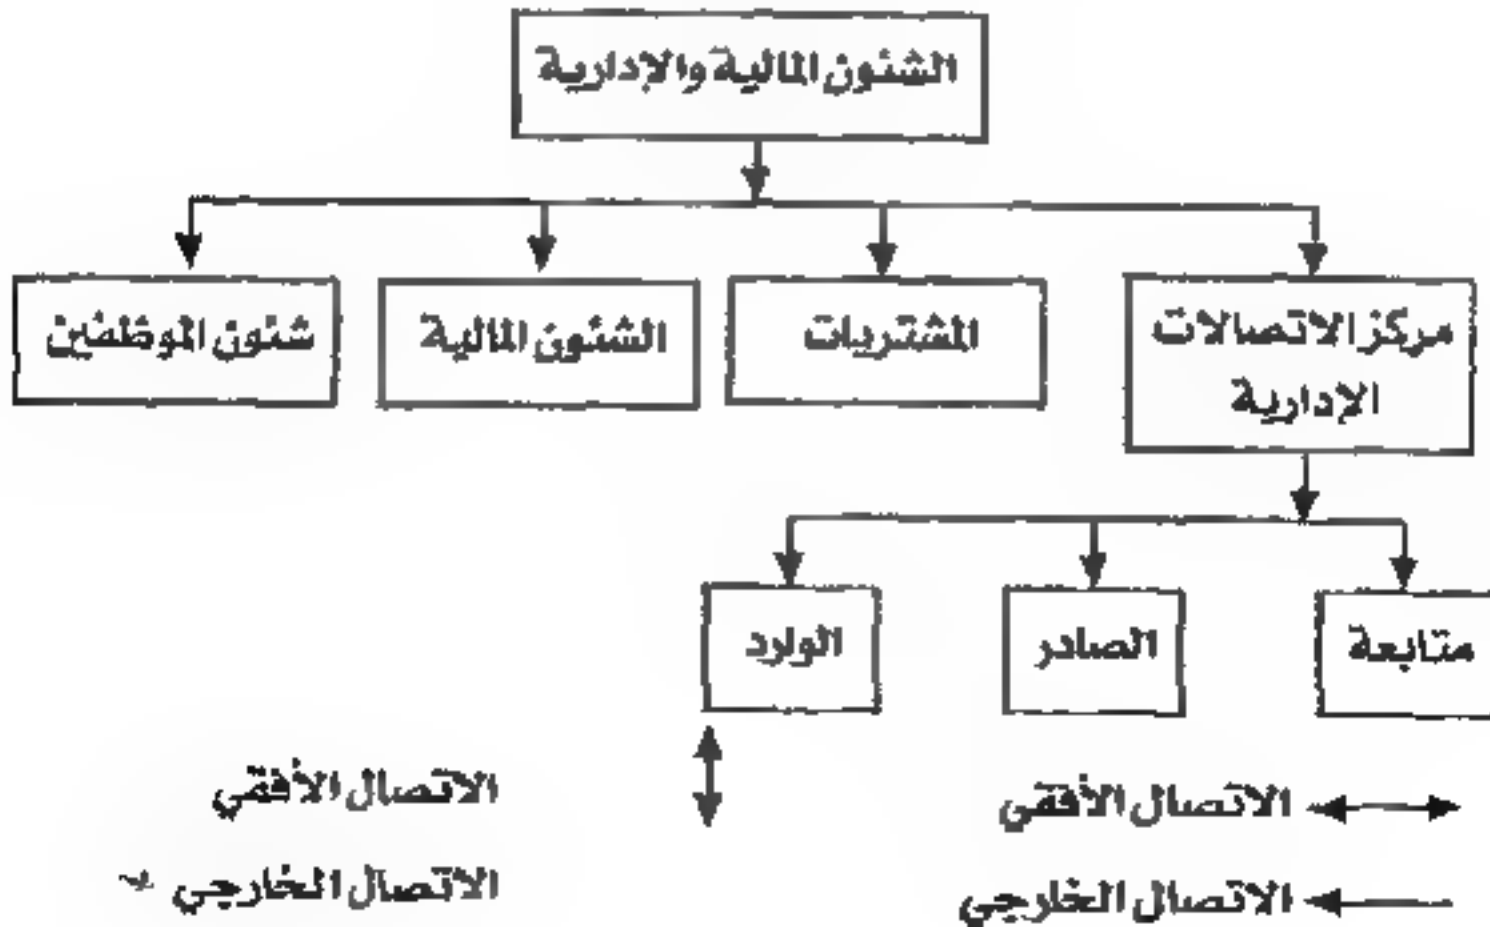 الشئون المالية والإدارية
مركز الاتصالات
الإدارية
المشتريات
الشئون المالية
شئون الموظفين
متابعة
الصادر
الوارد
الاتصال الأفقي
الاتصال الأفقي
الاتصال الخارجي
الاتصال الخارجي